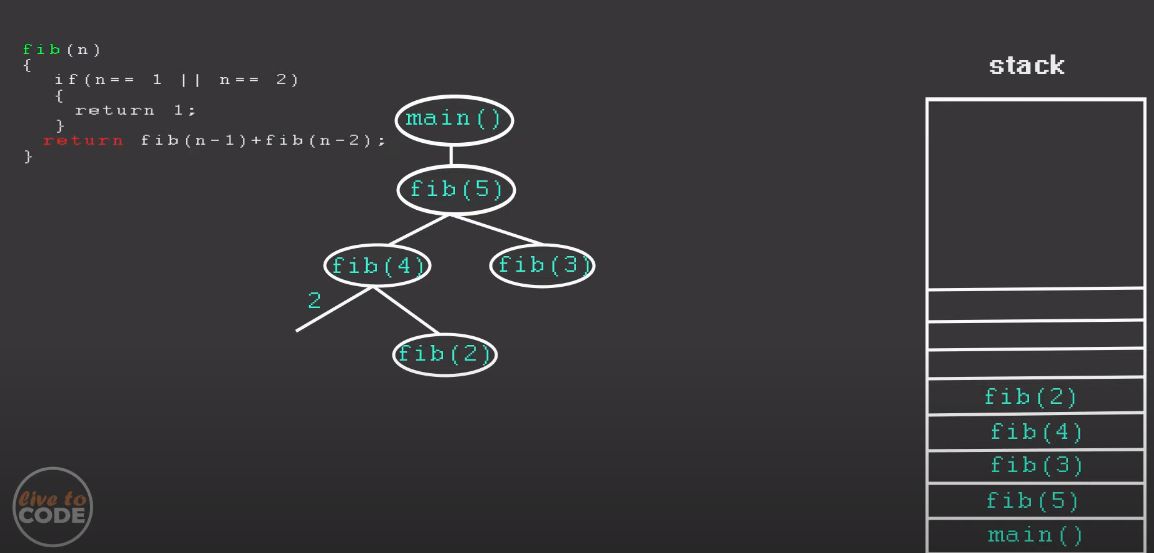 fib(n)
{
if(n== 1 || n== 2)
{
return 1;
}
return fib(n-1)+fib(n-2);
}
main()
fib(5)
fib(4)
fib(3)
2
fib(2)
stack
fib(2)
fib(4)
fib(3)
fib(5)
main()
live to
CODE